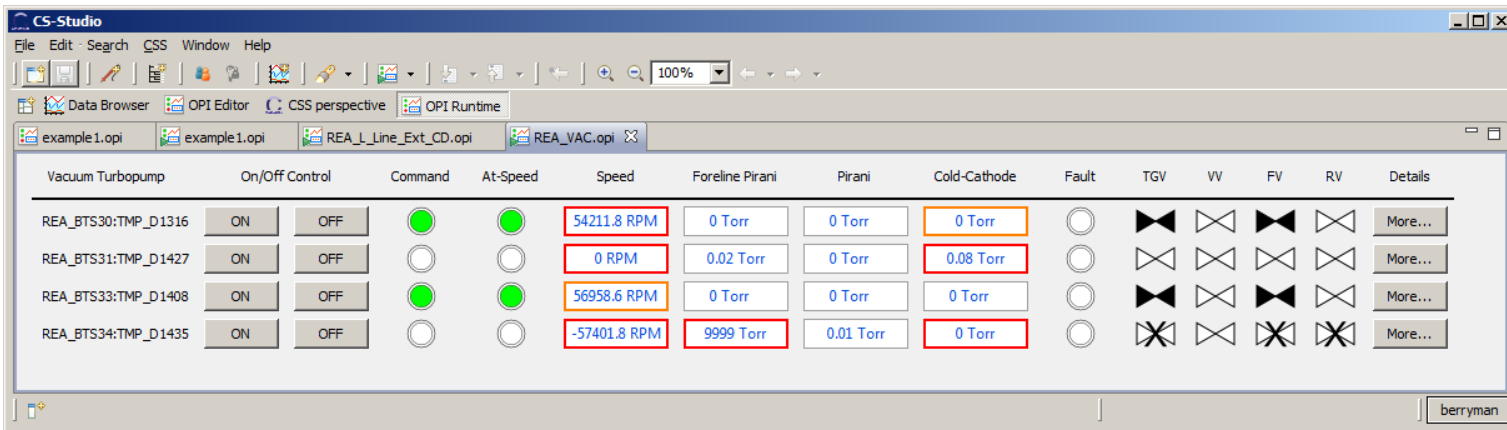 CS-Studio
File Edit Search CSS Window Help
100%
Data Browser OPI Editor CSS perspective OPI Runtime
example1.opi example1.opi REA_L_Line_Ext_CD.opi REA_VAC.opi
Vacuum Turbopump On/Off Control Command At-Speed Speed Foreline Pirani Pirani Cold-Cathode Fault TGV VV FV RV Details
REA_BTS30:TMP_D1316 ON OFF 54211.8 RPM 0 Torr 0 Torr 0 Torr More...
REA_BTS31:TMP_D1427 ON OFF 0 RPM 0.02 Torr 0 Torr 0.08 Torr More...
REA_BTS33:TMP_D1408 ON OFF 56958.6 RPM 0 Torr 0 Torr 0 Torr More...
REA_BTS34:TMP_D1435 ON OFF -57401.8 RPM 9999 Torr 0.01 Torr 0 Torr More...
berryman